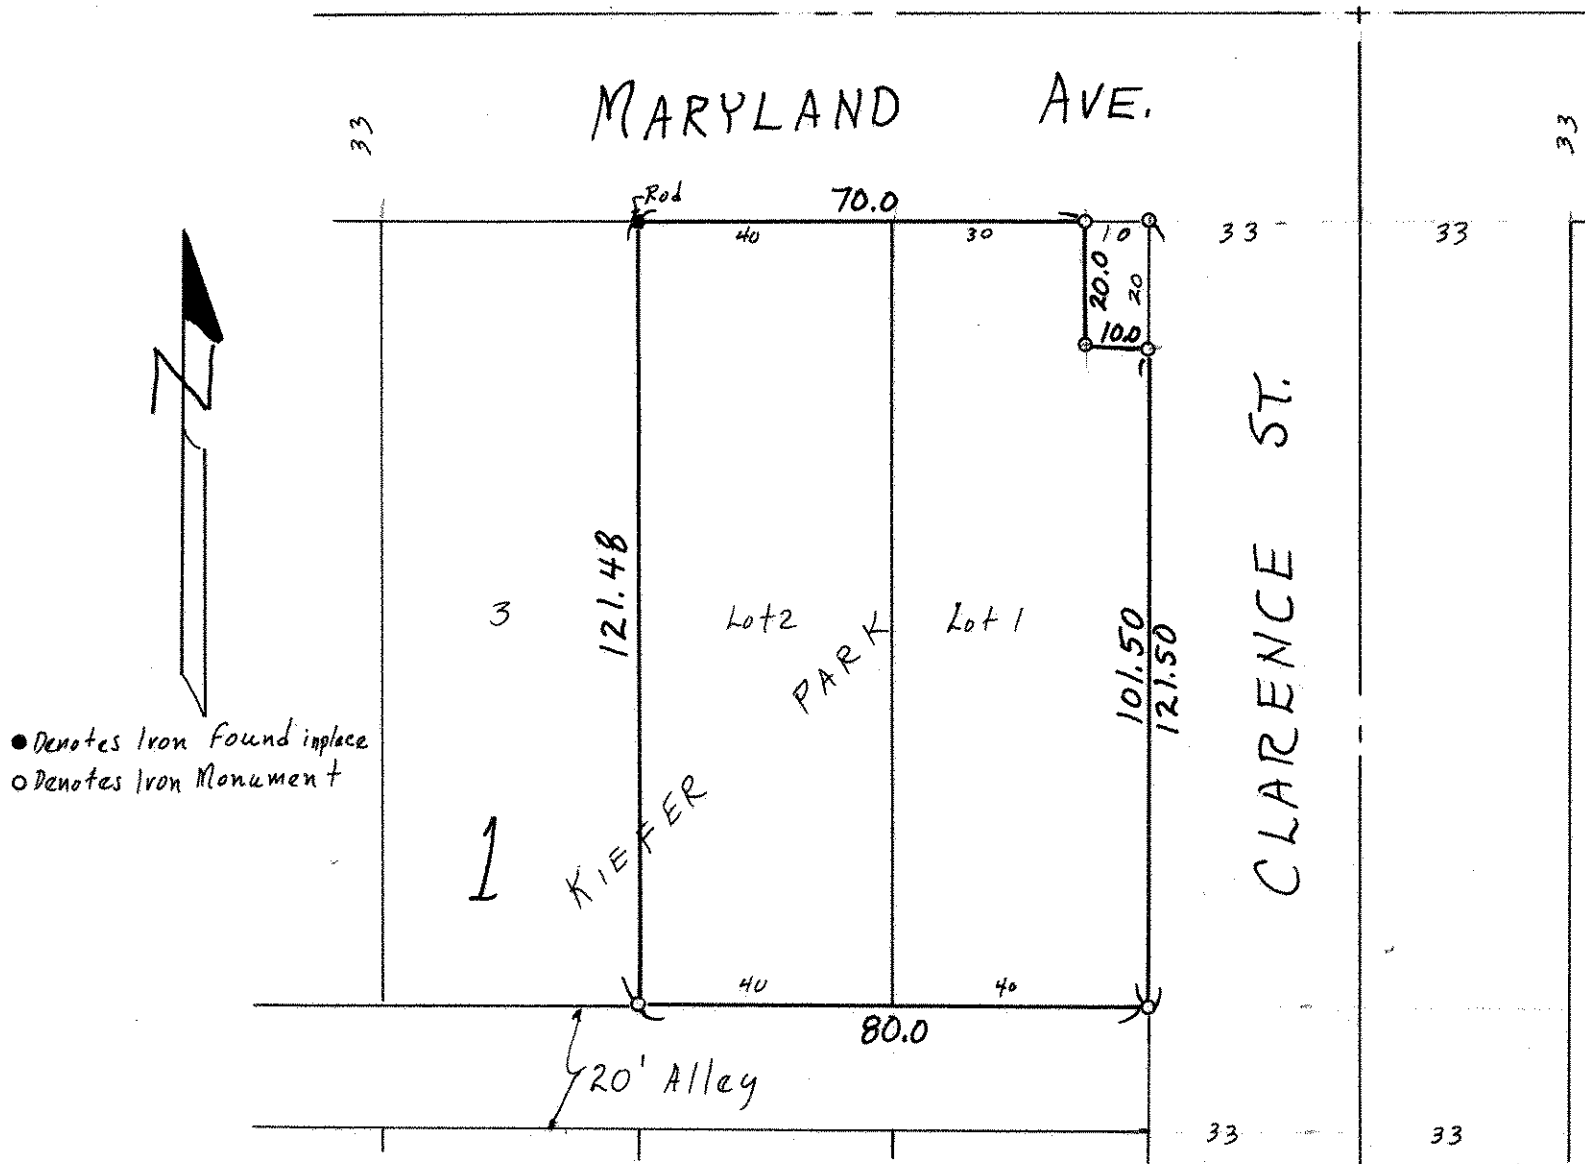 MARYLAND AVE.
33
33
Rod
70.0
40
30
10
33
33
20.0
20
10.0
N
CLARENCE ST.
121.48
3
Lot 2
Lot 1
KIEFER PARK
101.50
121.50
● Denotes Iron found inplace
○ Denotes Iron Monument
1
40
40
80.0
20' Alley
33
33